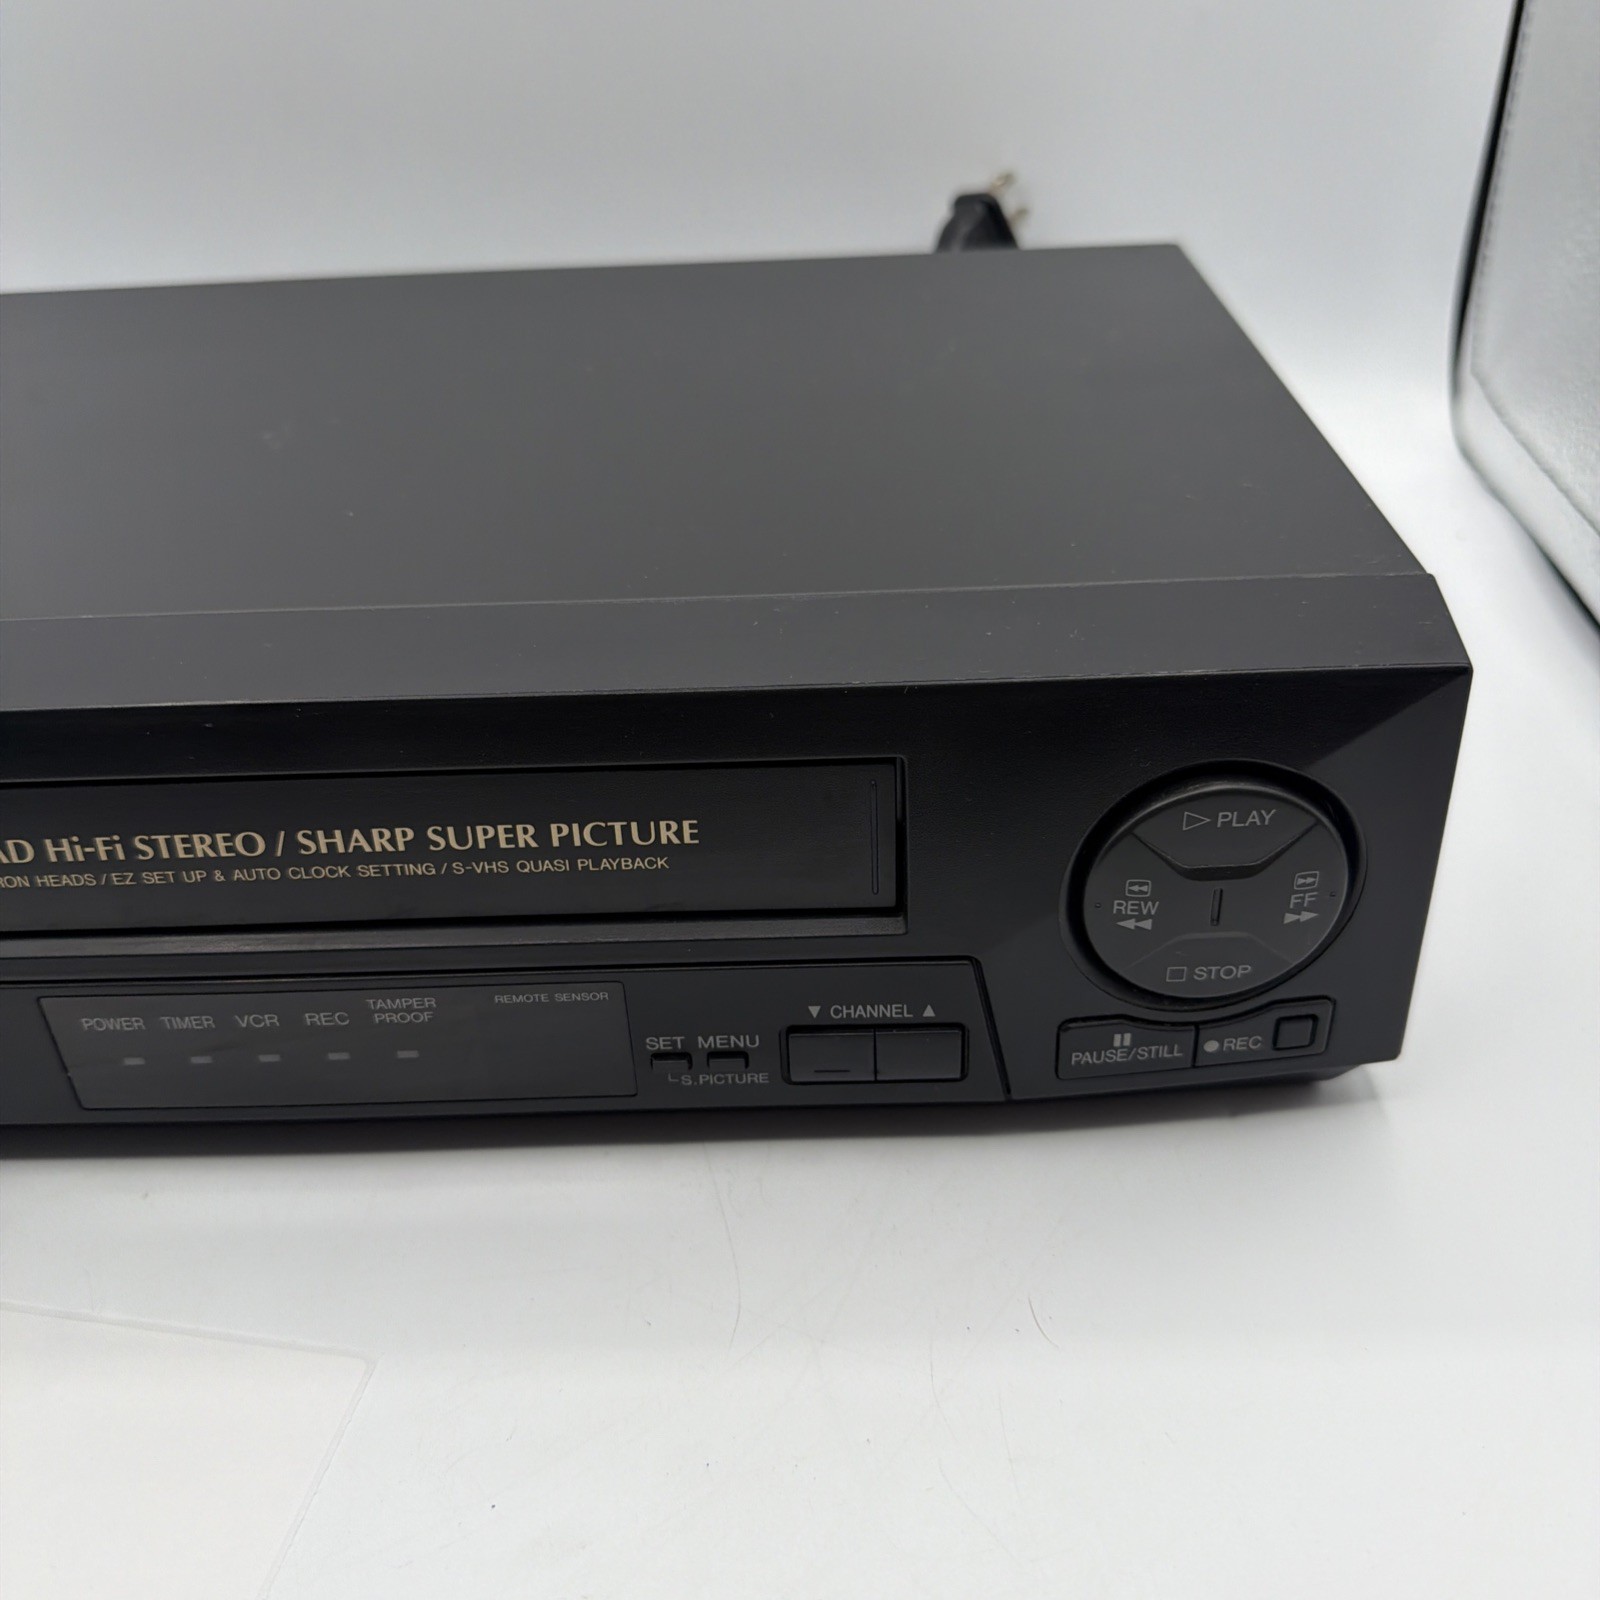 AD Hi-Fi STEREO / SHARP SUPER PICTURE
RON HEADS / EZ SET UP & AUTO CLOCK SETTING / S-VHS QUASI PLAYBACK
▷ PLAY
REW
FF
□ STOP
POWER TIMER VCR REC TAMPER PROOF
REMOTE SENSOR
SET MENU
S.PICTURE
▼ CHANNEL ▲
PAUSE/STILL
● REC